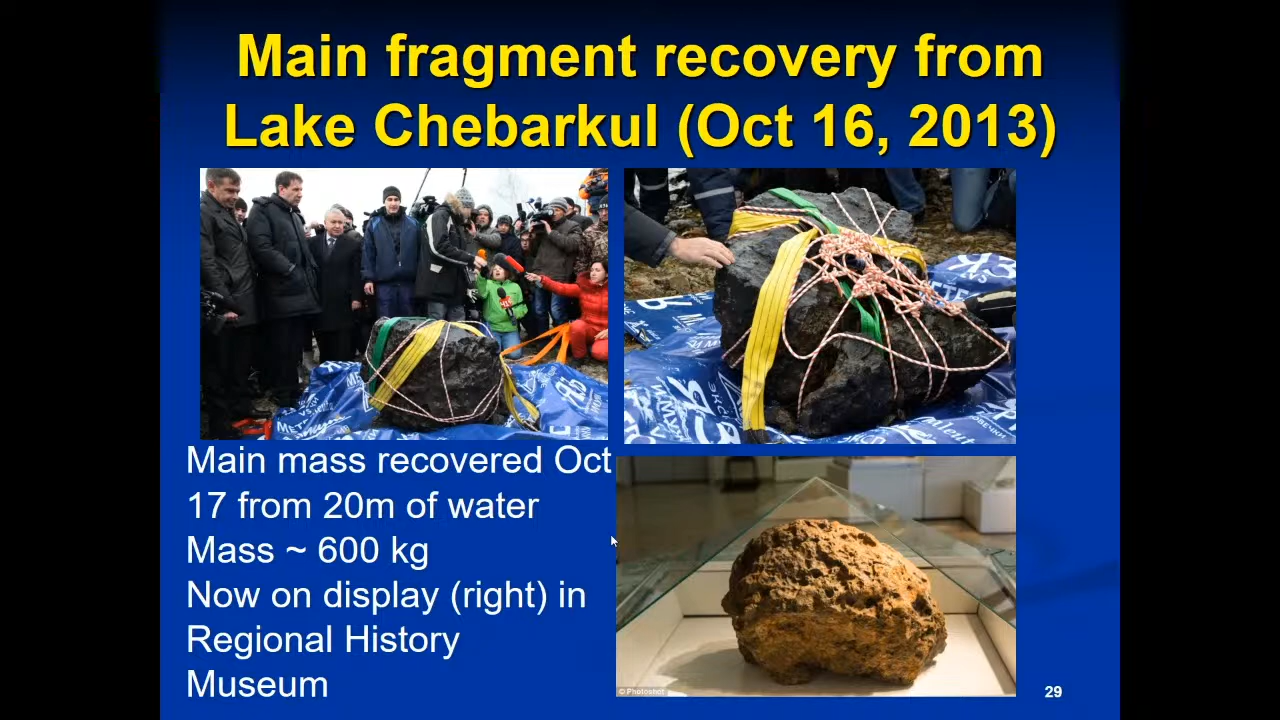 Main fragment recovery from
Lake Chebarkul (Oct 16, 2013)
Main mass recovered Oct
17 from 20m of water
Mass ~ 600 kg
Now on display (right) in
Regional History
Museum
© Photoshot
29